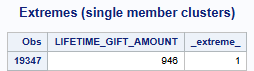 Extremes (single member clusters)
Obs LIFETIME_GIFT_AMOUNT _extreme_
19347 946 1